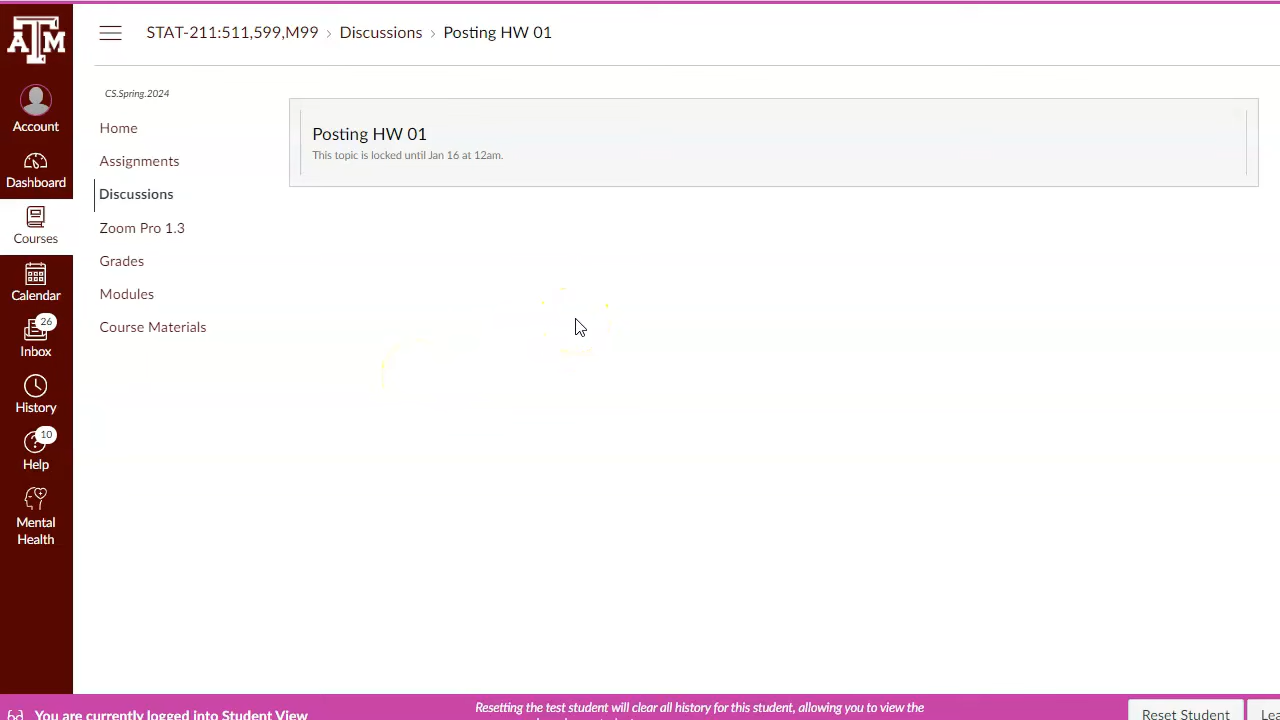 ATM
STAT-211:511,599,M99 › Discussions › Posting HW 01
CS.Spring.2024
Home
Assignments
Discussions
Zoom Pro 1.3
Grades
Modules
Course Materials
Account
Dashboard
Courses
Calendar
26
Inbox
History
10
Help
Mental
Health
Posting HW 01
This topic is locked until Jan 16 at 12am.
You are currently logged into Student View
Resetting the test student will clear all history for this student, allowing you to view the
Reset Student
Lea